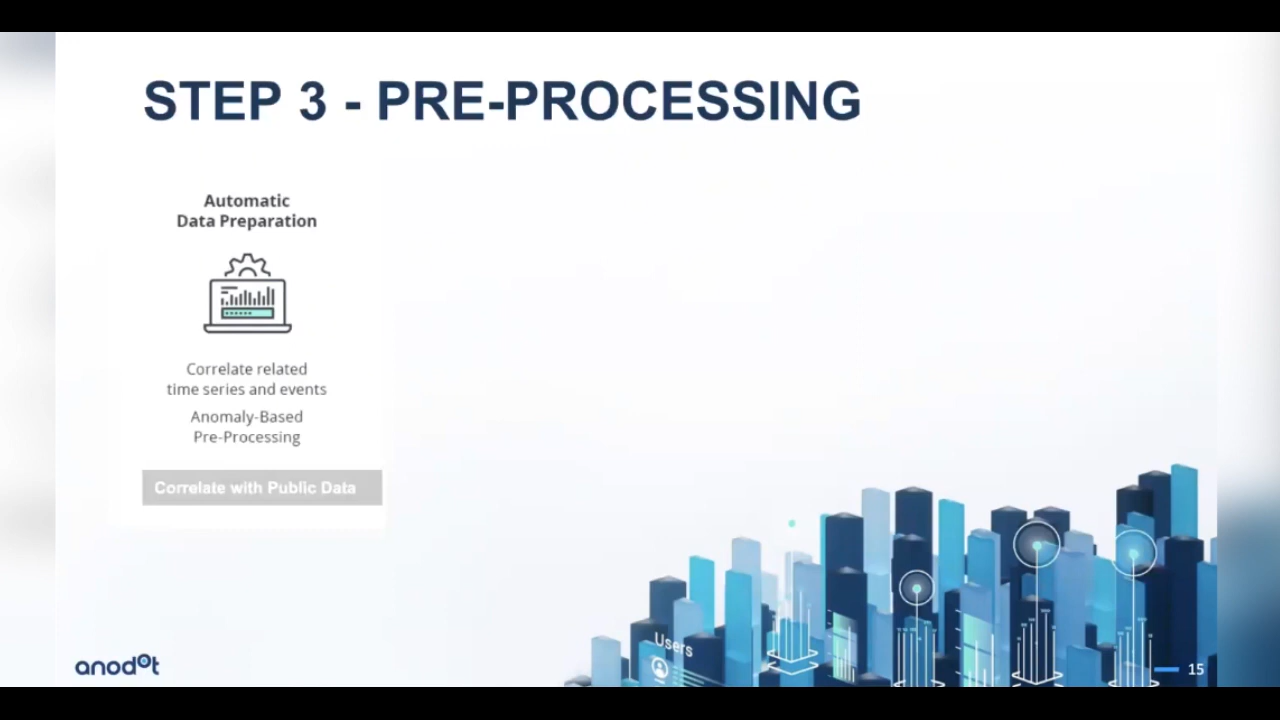 STEP 3 - PRE-PROCESSING
Automatic
Data Preparation
Correlate related
time series and events
Anomaly-Based
Pre-Processing
Correlate with Public Data
Users
anodot
15